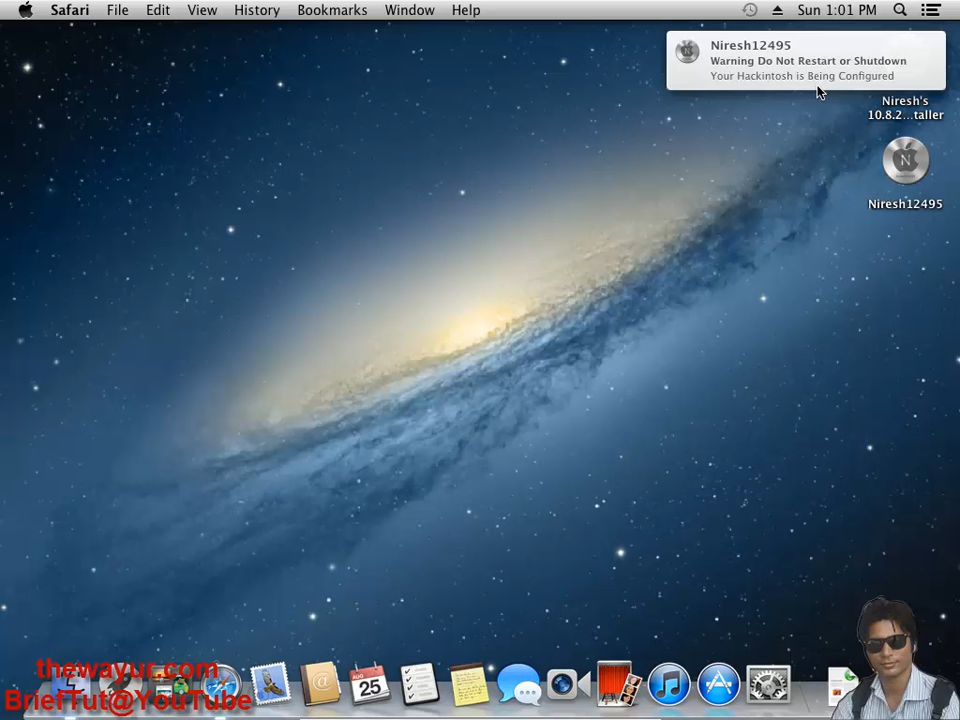 Safari File Edit View History Bookmarks Window Help Sun 1:01 PM
Niresh12495
Warning Do Not Restart or Shutdown
Your Hackintosh is Being Configured
Niresh's
10.8.2...taller
N
Niresh12495
AUG
25
@
thewayur.com
BriefTut@YouTube